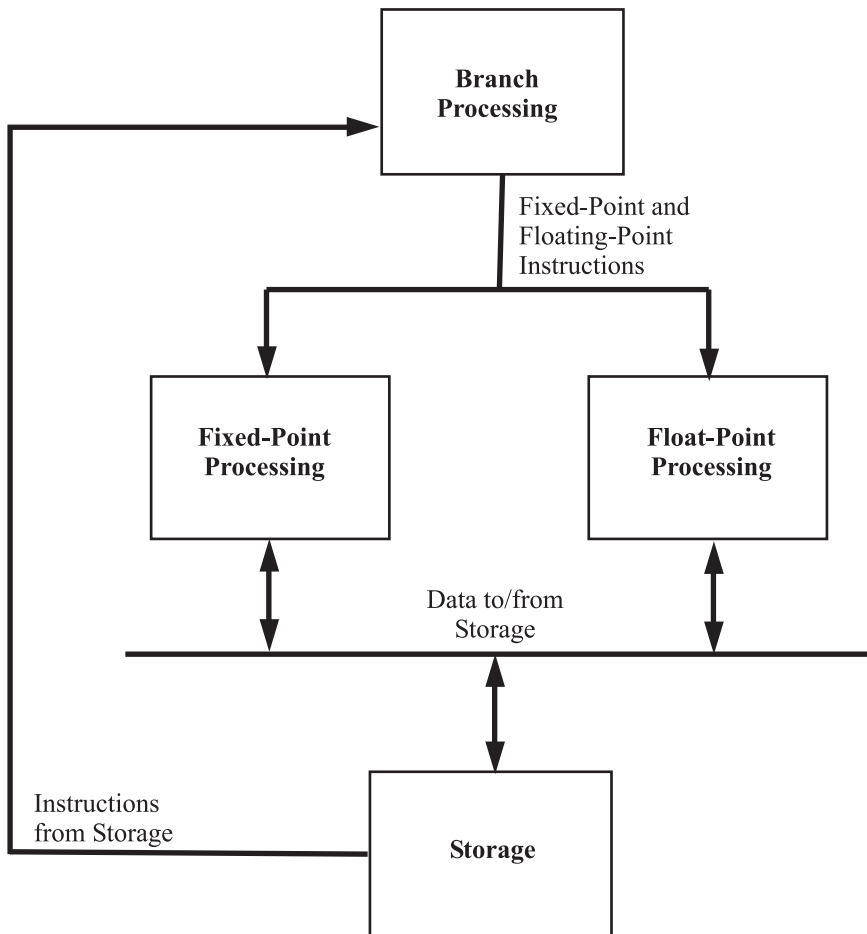 Branch
Processing
Fixed-Point and
Floating-Point
Instructions
Fixed-Point
Processing
Float-Point
Processing
Data to/from
Storage
Instructions
from Storage
Storage